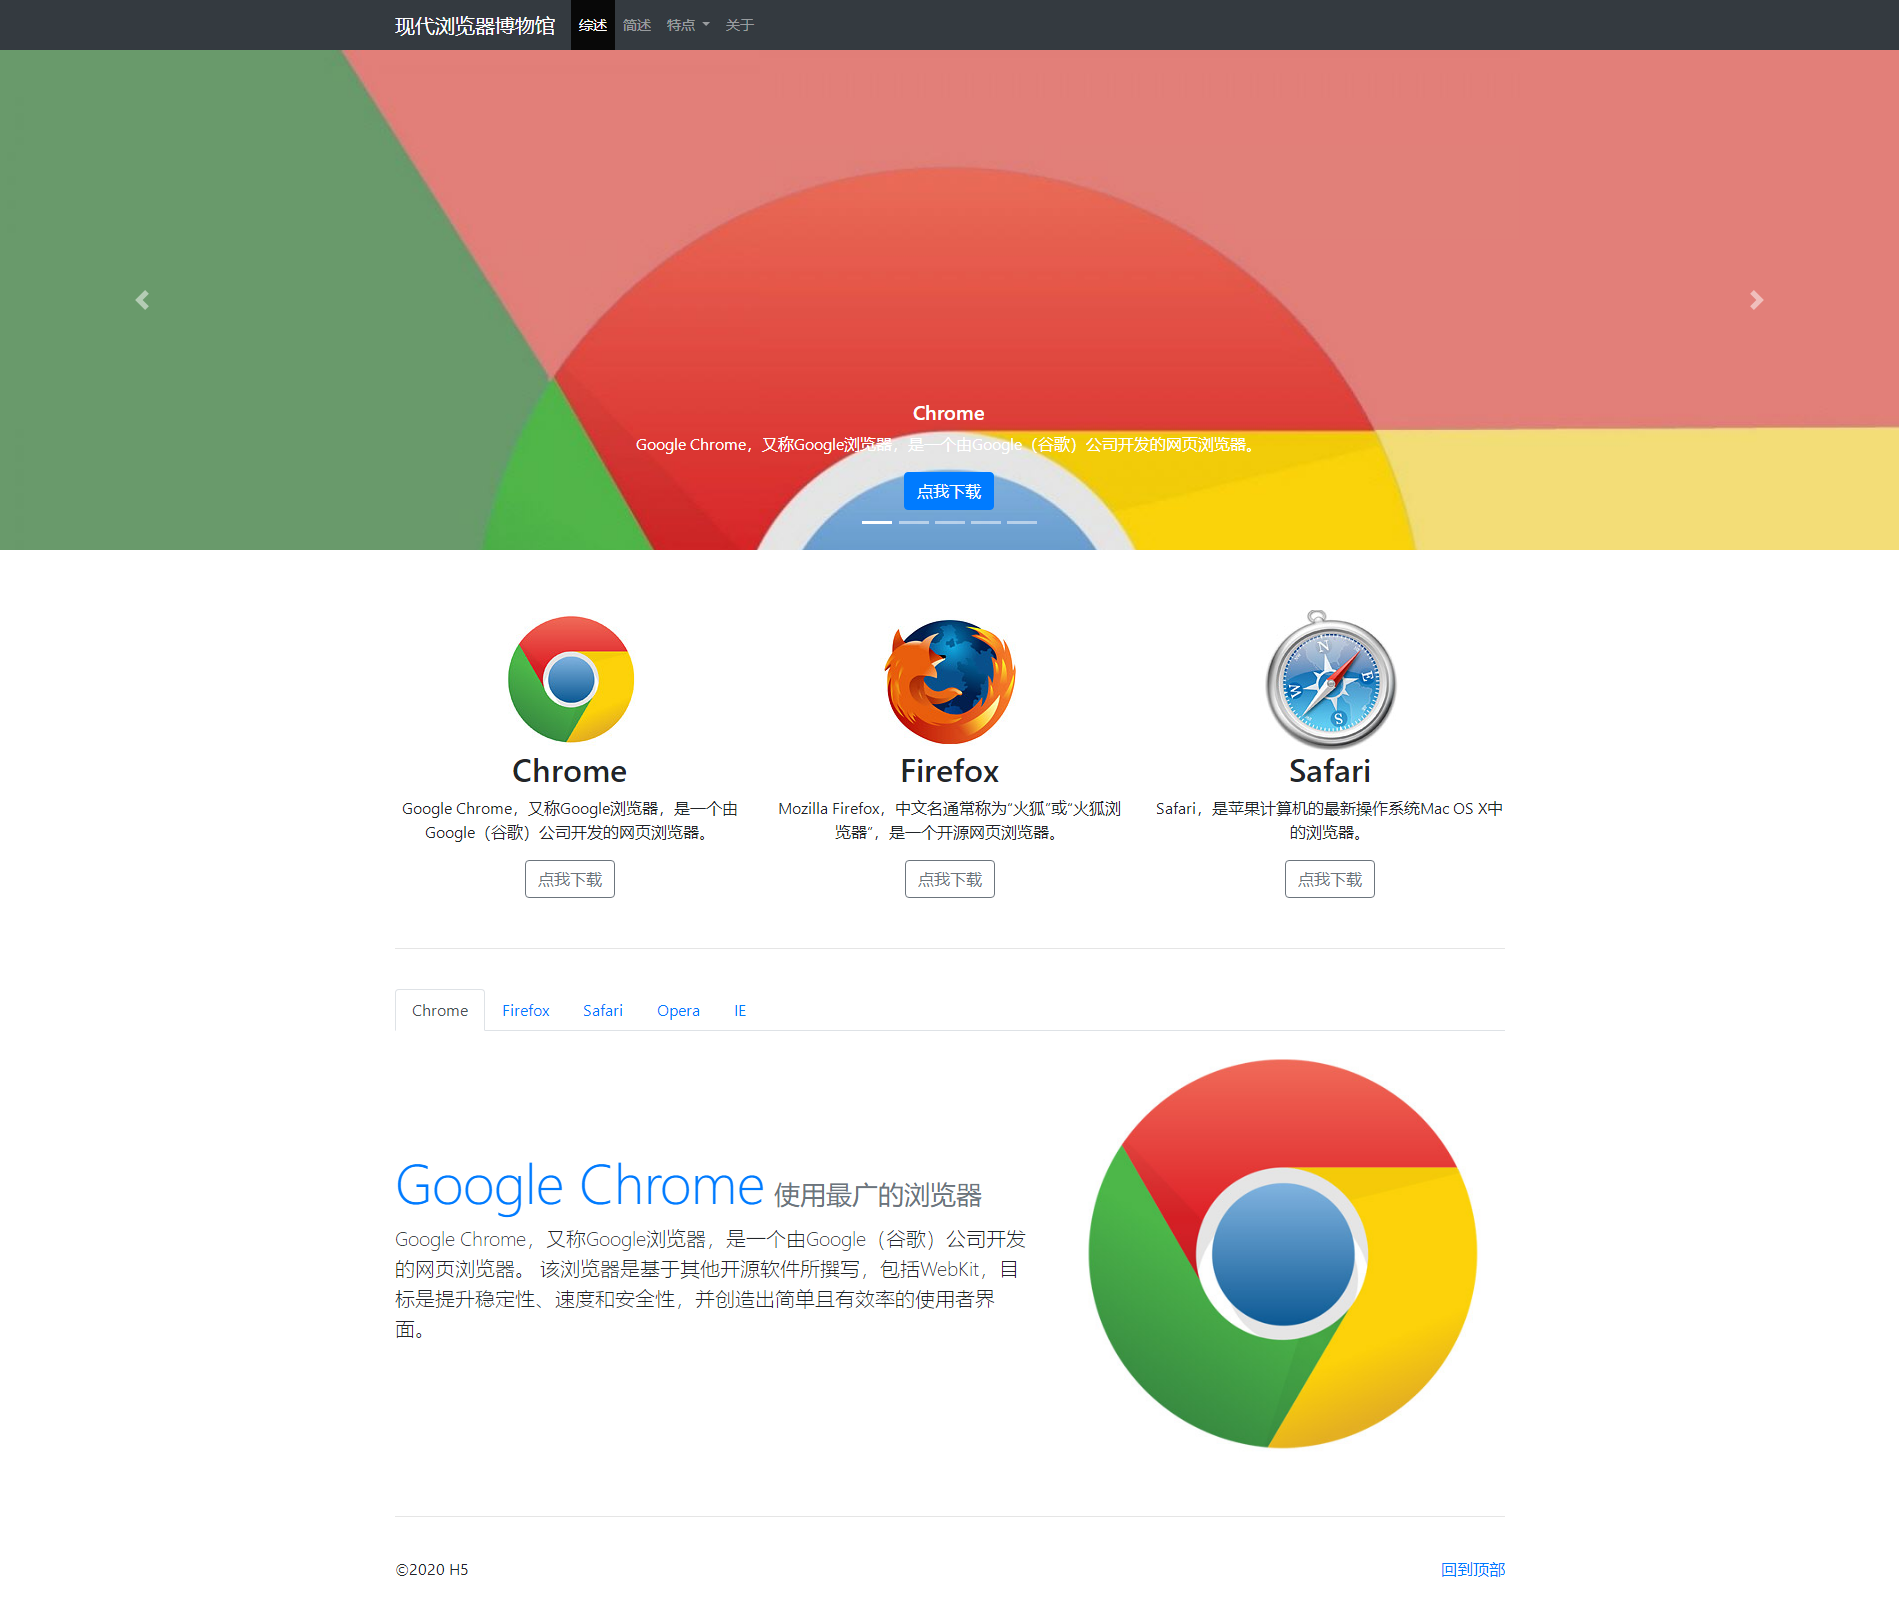 现代浏览器博物馆 综述 简述 特点 关于
Chrome
Google Chrome，又称Google浏览器，是一个由Google（谷歌）公司开发的网页浏览器。
点我下载
Chrome
Google Chrome，又称Google浏览器，是一个由
Google（谷歌）公司开发的网页浏览器。
点我下载
Firefox
Mozilla Firefox，中文名通常称为“火狐”或“火狐浏
览器”，是一个开源网页浏览器。
点我下载
N
E
S
W
Safari
Safari，是苹果计算机的最新操作系统Mac OS X中
的浏览器。
点我下载
Chrome Firefox Safari Opera IE
Google Chrome 使用最广的浏览器
Google Chrome，又称Google浏览器，是一个由Google（谷歌）公司开发
的网页浏览器。 该浏览器是基于其他开源软件所撰写，包括WebKit，目
标是提升稳定性、速度和安全性，并创造出简单且有效率的使用者界
面。
©2020 H5 回到顶部